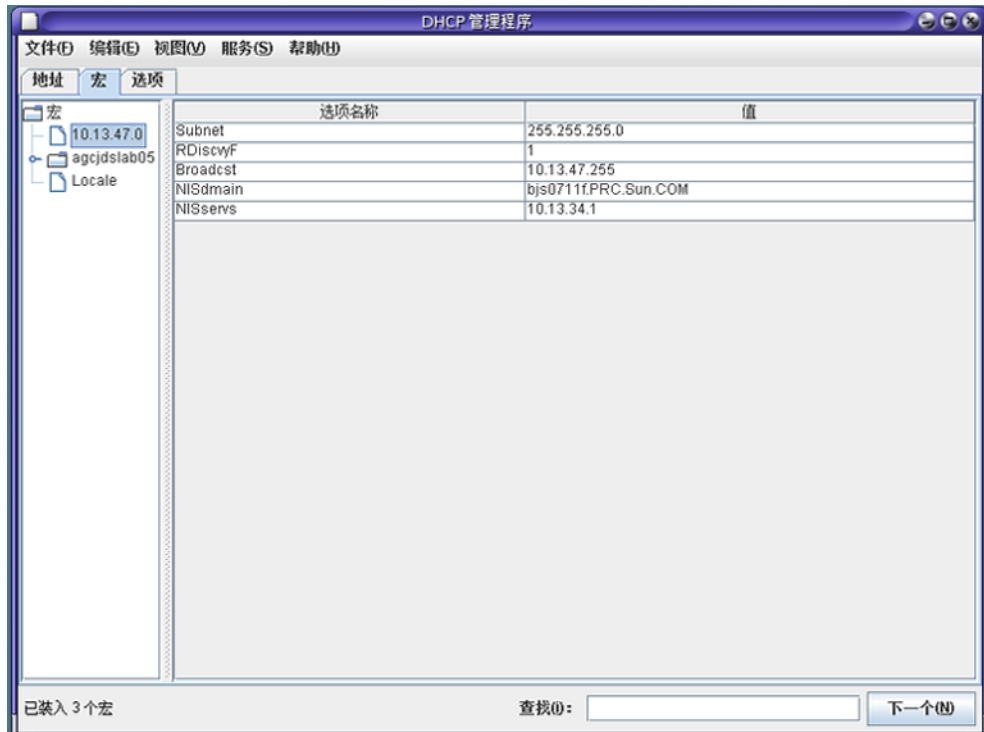 DHCP 管理程序
文件(F) 编辑(E) 视图(V) 服务(S) 帮助(H)
地址 宏 选项
宏
10.13.47.0
agcjdslab05
Locale
选项名称 值
Subnet 255.255.255.0
RDiscvyF 1
Broadcst 10.13.47.255
NISdmain bjs0711f.PRC.Sun.COM
NISservs 10.13.34.1
已装入 3 个宏 查找(I): 下一个(N)